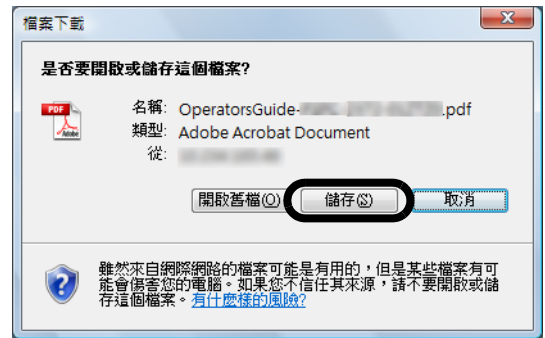 檔案下載
是否要開啟或儲存這個檔案?
PDF
Adobe
名稱: OperatorsGuide- .pdf
類型: Adobe Acrobat Document
從:
開啟舊檔(O) 儲存(S) 取消
雖然來自網際網路的檔案可能是有用的，但是某些檔案有可
能會傷害您的電腦。如果您不信任其來源，請不要開啟或儲
存這個檔案。有什麼樣的風險?